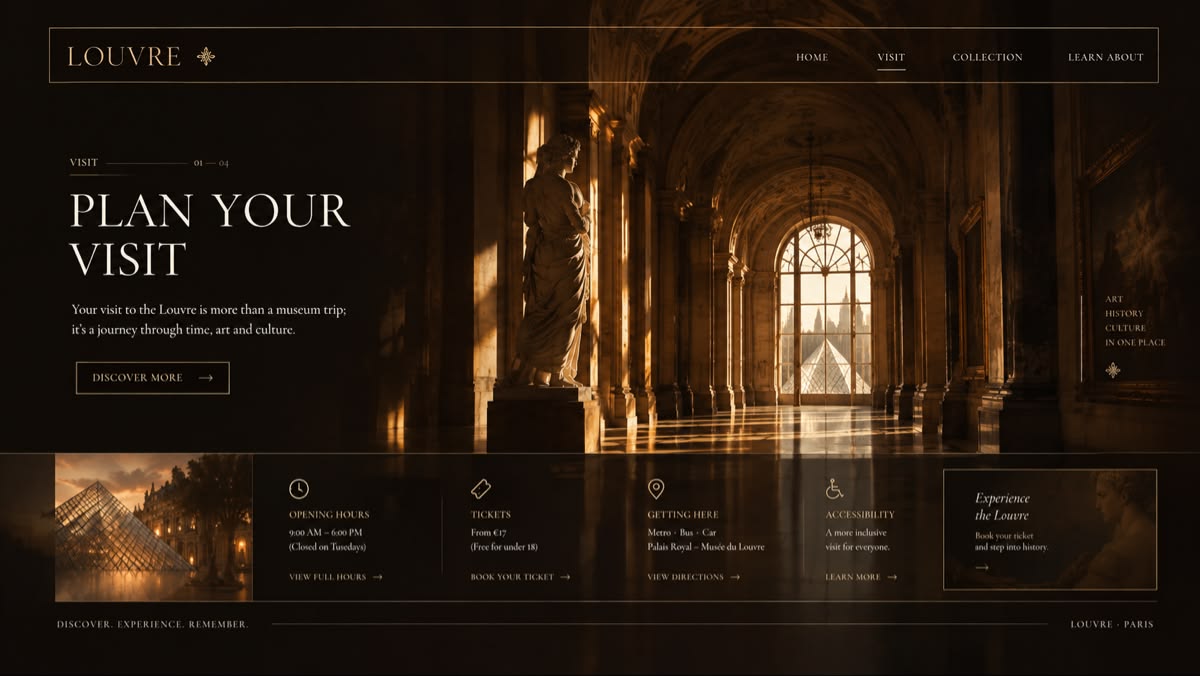 LOUVRE
HOME
VISIT
COLLECTION
LEARN ABOUT
VISIT
01 — 04
PLAN YOUR
VISIT
Your visit to the Louvre is more than a museum trip;
it's a journey through time, art and culture.
DISCOVER MORE →
ART
HISTORY
CULTURE
IN ONE PLACE
OPENING HOURS
9:00 AM – 6:00 PM
(Closed on Tuesdays)
VIEW FULL HOURS →
TICKETS
From €17
(Free for under 18)
BOOK YOUR TICKET →
GETTING HERE
Metro · Bus · Car
Palais Royal – Musée du Louvre
VIEW DIRECTIONS →
ACCESSIBILITY
A more inclusive
visit for everyone.
LEARN MORE →
Experience
the Louvre
Book your ticket
and step into history.
→
DISCOVER. EXPERIENCE. REMEMBER.
LOUVRE · PARIS